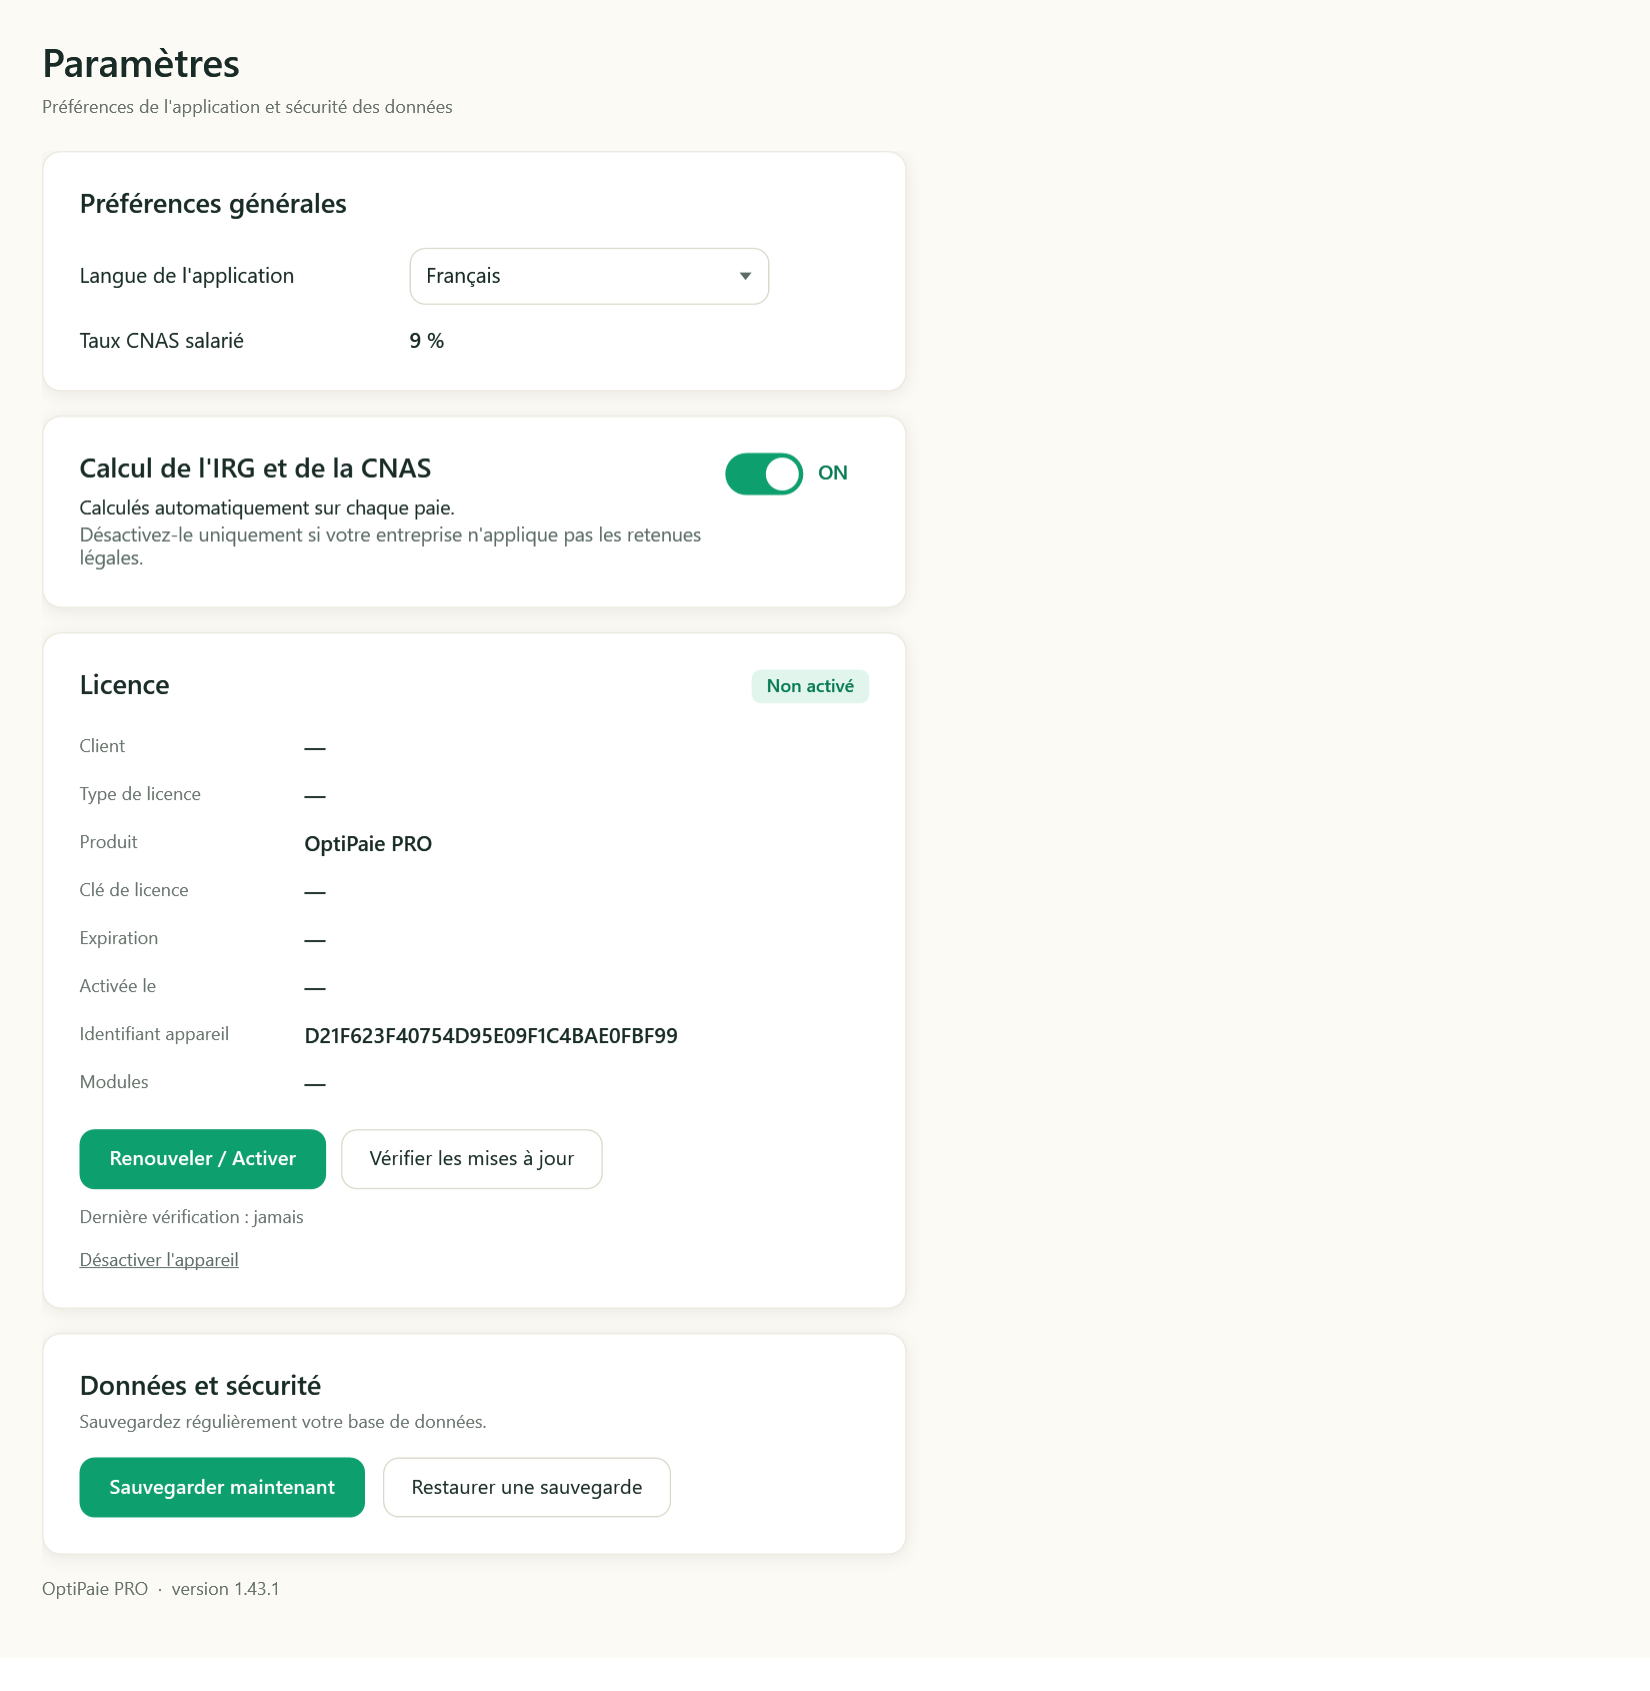 Paramètres
Préférences de l'application et sécurité des données
Préférences générales
Langue de l'application
Français
Taux CNAS salarié
9 %
Calcul de l'IRG et de la CNAS
ON
Calculés automatiquement sur chaque paie.
Désactivez-le uniquement si votre entreprise n'applique pas les retenues
légales.
Licence
Non activé
Client
—
Type de licence
—
Produit
OptiPaie PRO
Clé de licence
—
Expiration
—
Activée le
—
Identifiant appareil
D21F623F40754D95E09F1C4BAE0FBF99
Modules
—
Renouveler / Activer
Vérifier les mises à jour
Dernière vérification : jamais
Désactiver l'appareil
Données et sécurité
Sauvegardez régulièrement votre base de données.
Sauvegarder maintenant
Restaurer une sauvegarde
OptiPaie PRO · version 1.43.1